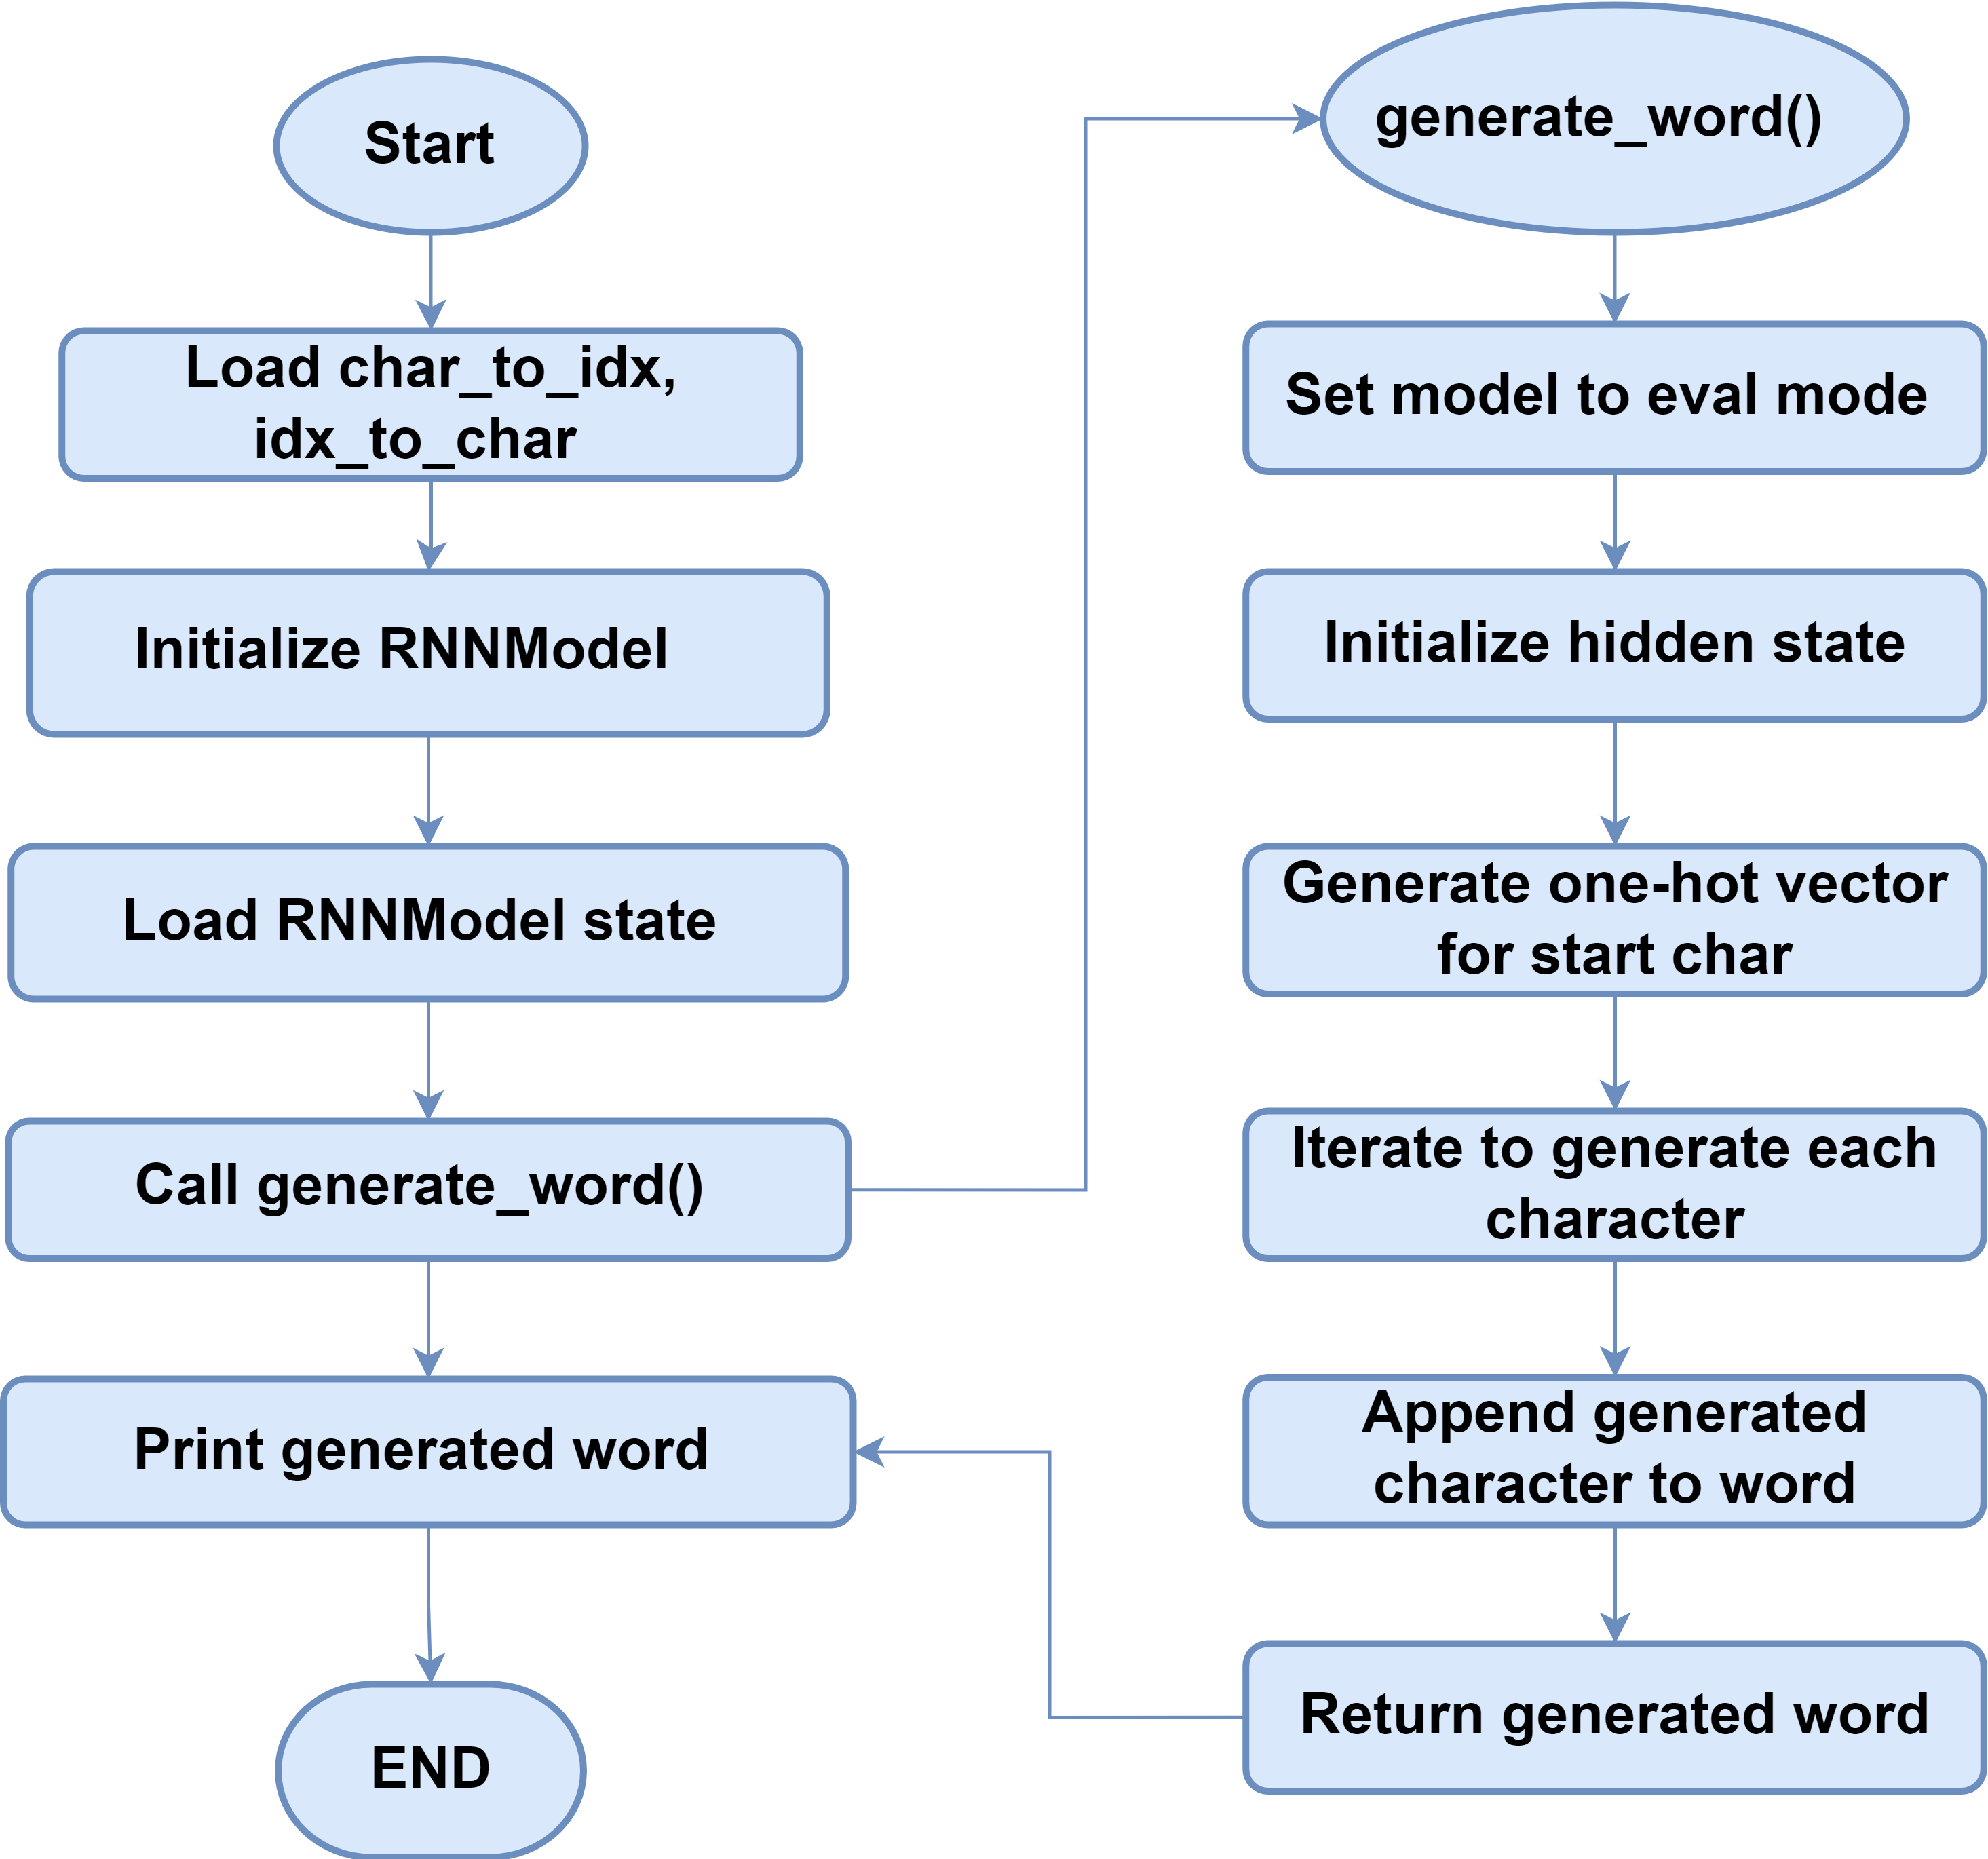 Start
Load char_to_idx,
idx_to_char
Initialize RNNModel
Load RNNModel state
Call generate_word()
Print generated word
END
generate_word()
Set model to eval mode
Initialize hidden state
Generate one-hot vector
for start char
Iterate to generate each
character
Append generated
character to word
Return generated word